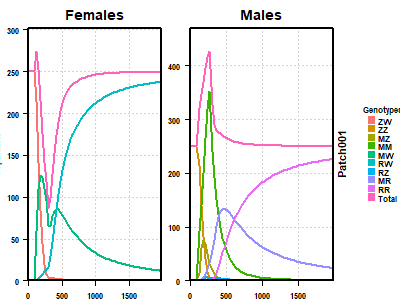 Females
Males
300
250
200
150
100
50
0
0
500
1000
1500
400
300
200
100
0
0
500
1000
1500
Patch001
Genotypes
ZW
ZZ
MZ
MM
MW
RW
RZ
MR
RR
Total